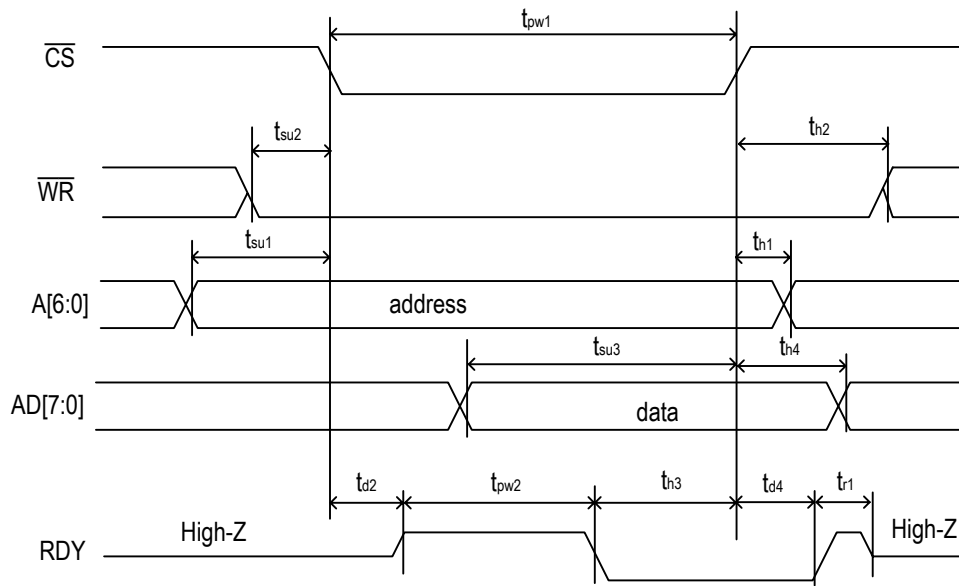 tpw1
CS
tsu2
th2
WR
tsu1
th1
A[6:0]
address
tsu3
th4
AD[7:0]
data
td2
tpw2
th3
td4
tr1
High-Z
High-Z
RDY